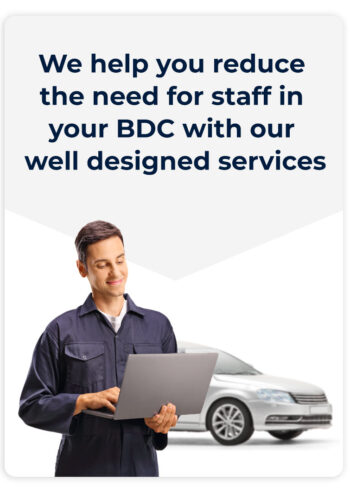 We help you reduce
the need for staff in
your BDC with our
well designed services